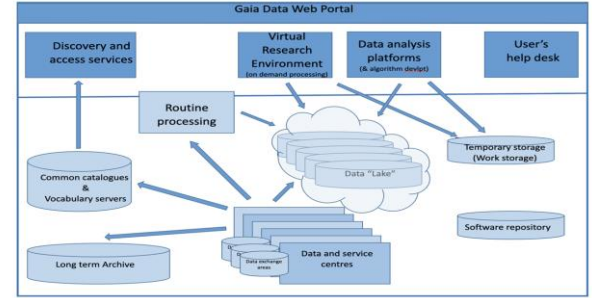 Gaia Data Web Portal
Discovery and
access services
Virtual
Research
Environment
(on demand processing)
Data analysis
platforms
(& algorithm devlpt)
User's
help desk
Routine
processing
Data "Lake"
Temporary storage
(Work storage)
Common catalogues
&
Vocabulary servers
Software repository
Long term Archive
Data exchange
areas
Data and service
centres